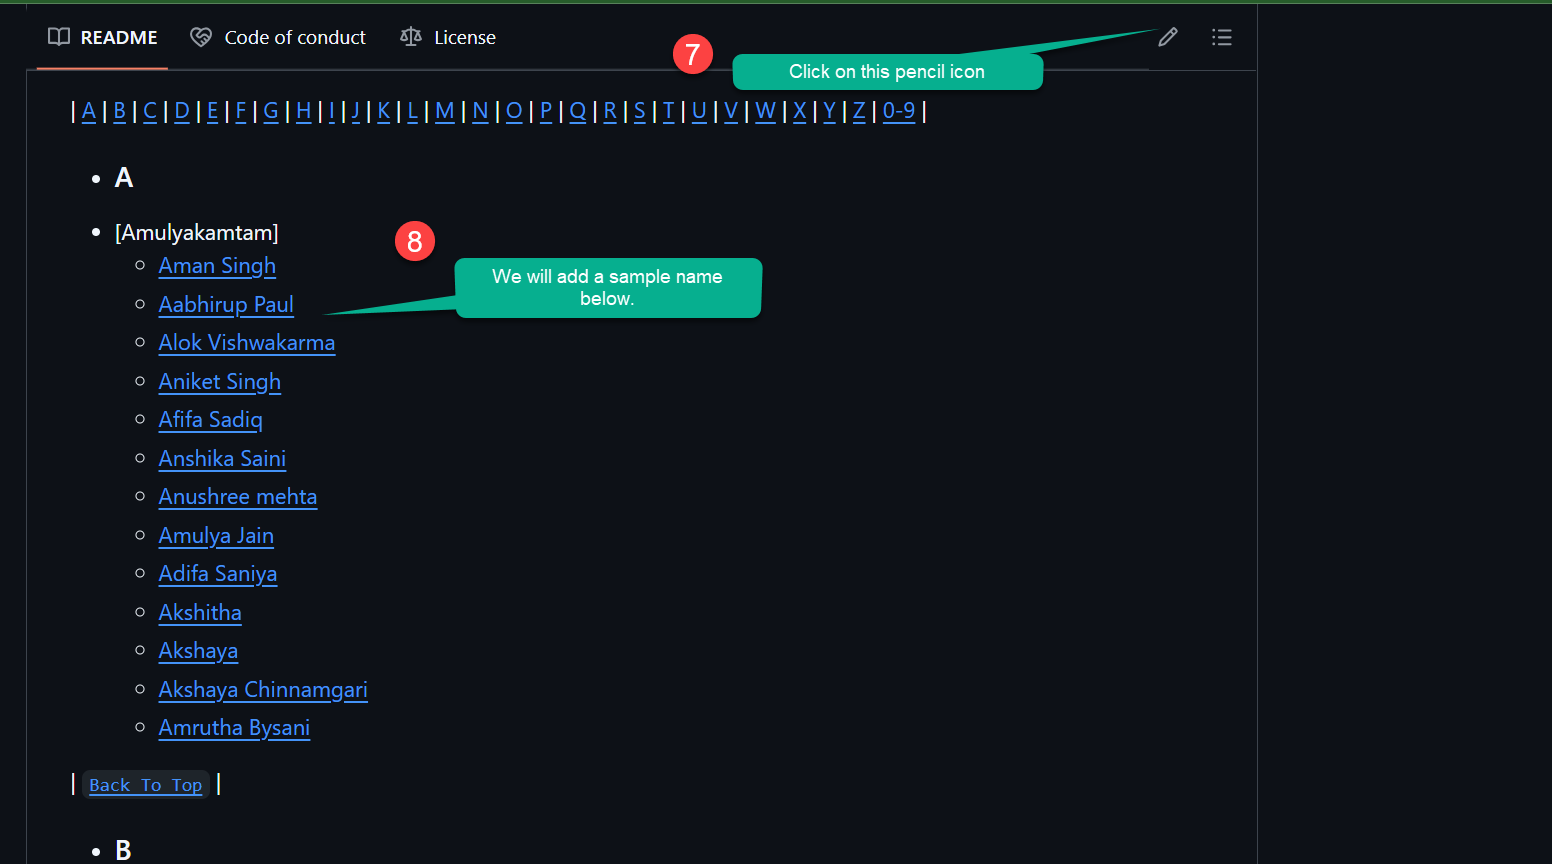 README Code of conduct License
7
Click on this pencil icon
| A | B | C | D | E | F | G | H | I | J | K | L | M | N | O | P | Q | R | S | T | U | V | W | X | Y | Z | 0-9 |
A
[Amulyakamtam]
8
Aman Singh
We will add a sample name
below.
Aabhirup Paul
Alok Vishwakarma
Aniket Singh
Afifa Sadiq
Anshika Saini
Anushree mehta
Amulya Jain
Adifa Saniya
Akshitha
Akshaya
Akshaya Chinnamgari
Amrutha Bysani
| Back To Top |
B